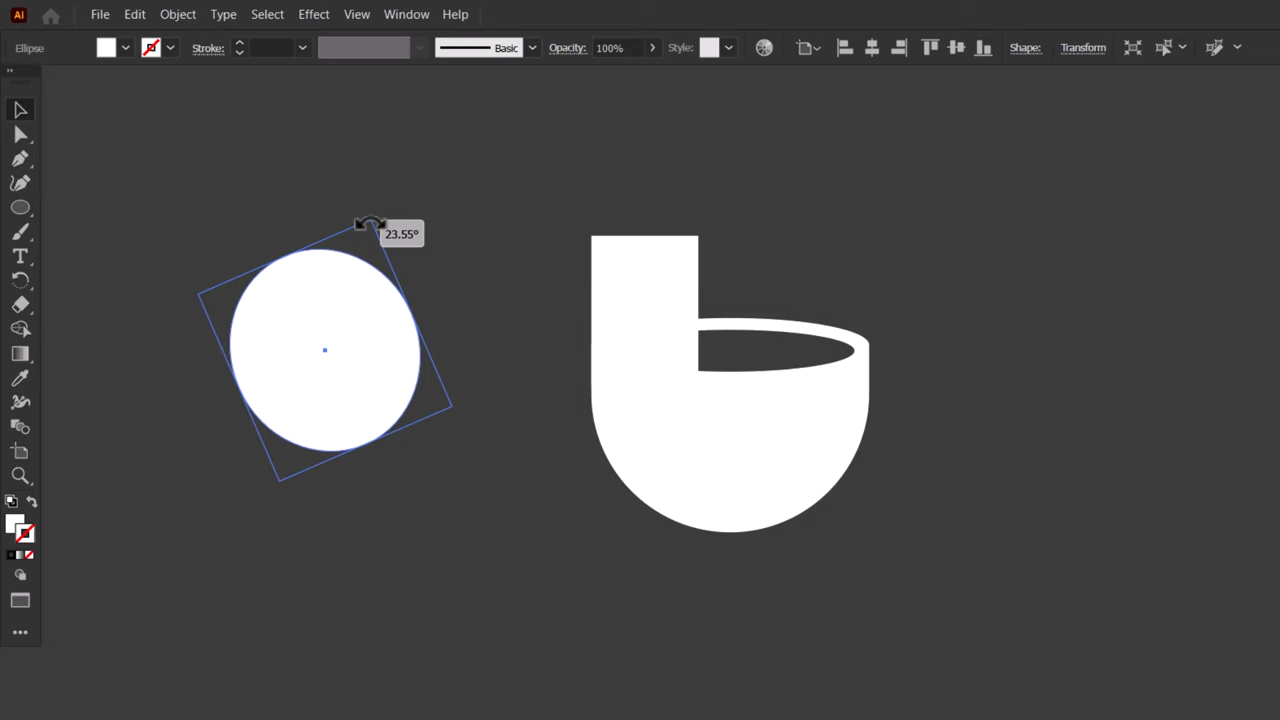 Ai File Edit Object Type Select Effect View Window Help
Ellipse Stroke: Basic Opacity: 100% Style: Shape: Transform
23.55°